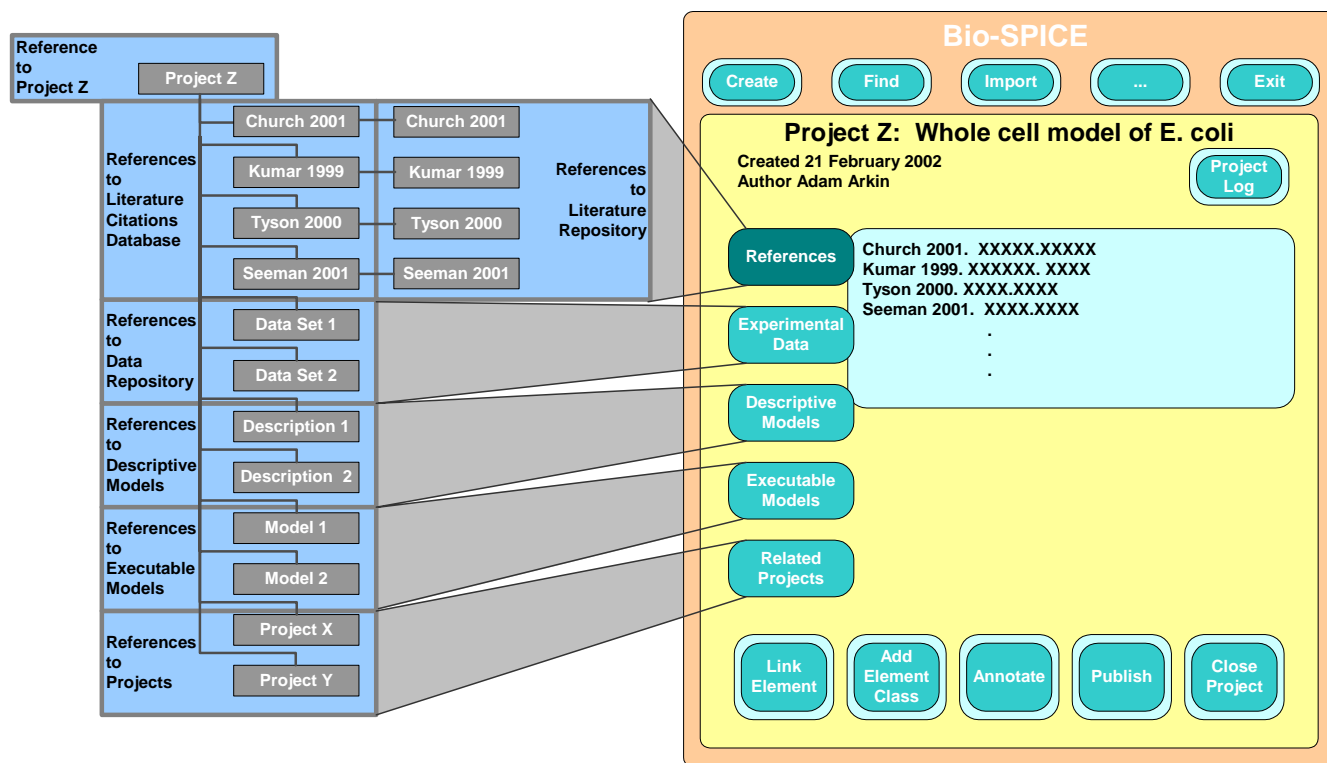 Reference
to
Project Z
Project Z
References
to
Literature
Citations
Database
Church 2001
Kumar 1999
Tyson 2000
Seeman 2001
Church 2001
Kumar 1999
Tyson 2000
Seeman 2001
References
to
Literature
Repository
References
to
Data
Repository
Data Set 1
Data Set 2
References
to
Descriptive
Models
Description 1
Description  2
References
to
Executable
Models
Model 1
Model 2
References
to
Projects
Project X
Project Y
Bio-SPICE
Create
Find
Import
...
Exit
Project Z:  Whole cell model of E. coli
Created 21 February 2002
Author Adam Arkin
Project
Log
References
Experimental
Data
Descriptive
Models
Executable
Models
Related
Projects
Church 2001.  XXXXX.XXXXX
Kumar 1999. XXXXXX. XXXX
Tyson 2000. XXXX.XXXX
Seeman 2001.  XXXX.XXXX
.
.
.
Link
Element
Add
Element
Class
Annotate
Publish
Close
Project